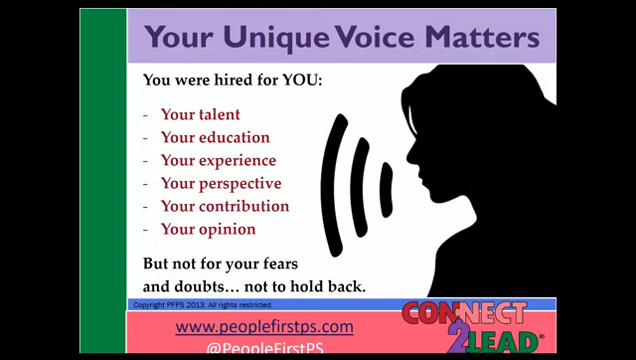 Your Unique Voice Matters
You were hired for YOU:
- Your talent
- Your education
- Your experience
- Your perspective
- Your contribution
- Your opinion
But not for your fears
and doubts... not to hold back.
Copyright PFPS 2013. All rights restricted.
www.peoplefirstps.com
@PeopleFirstPS
CONNECT
2LEAD®